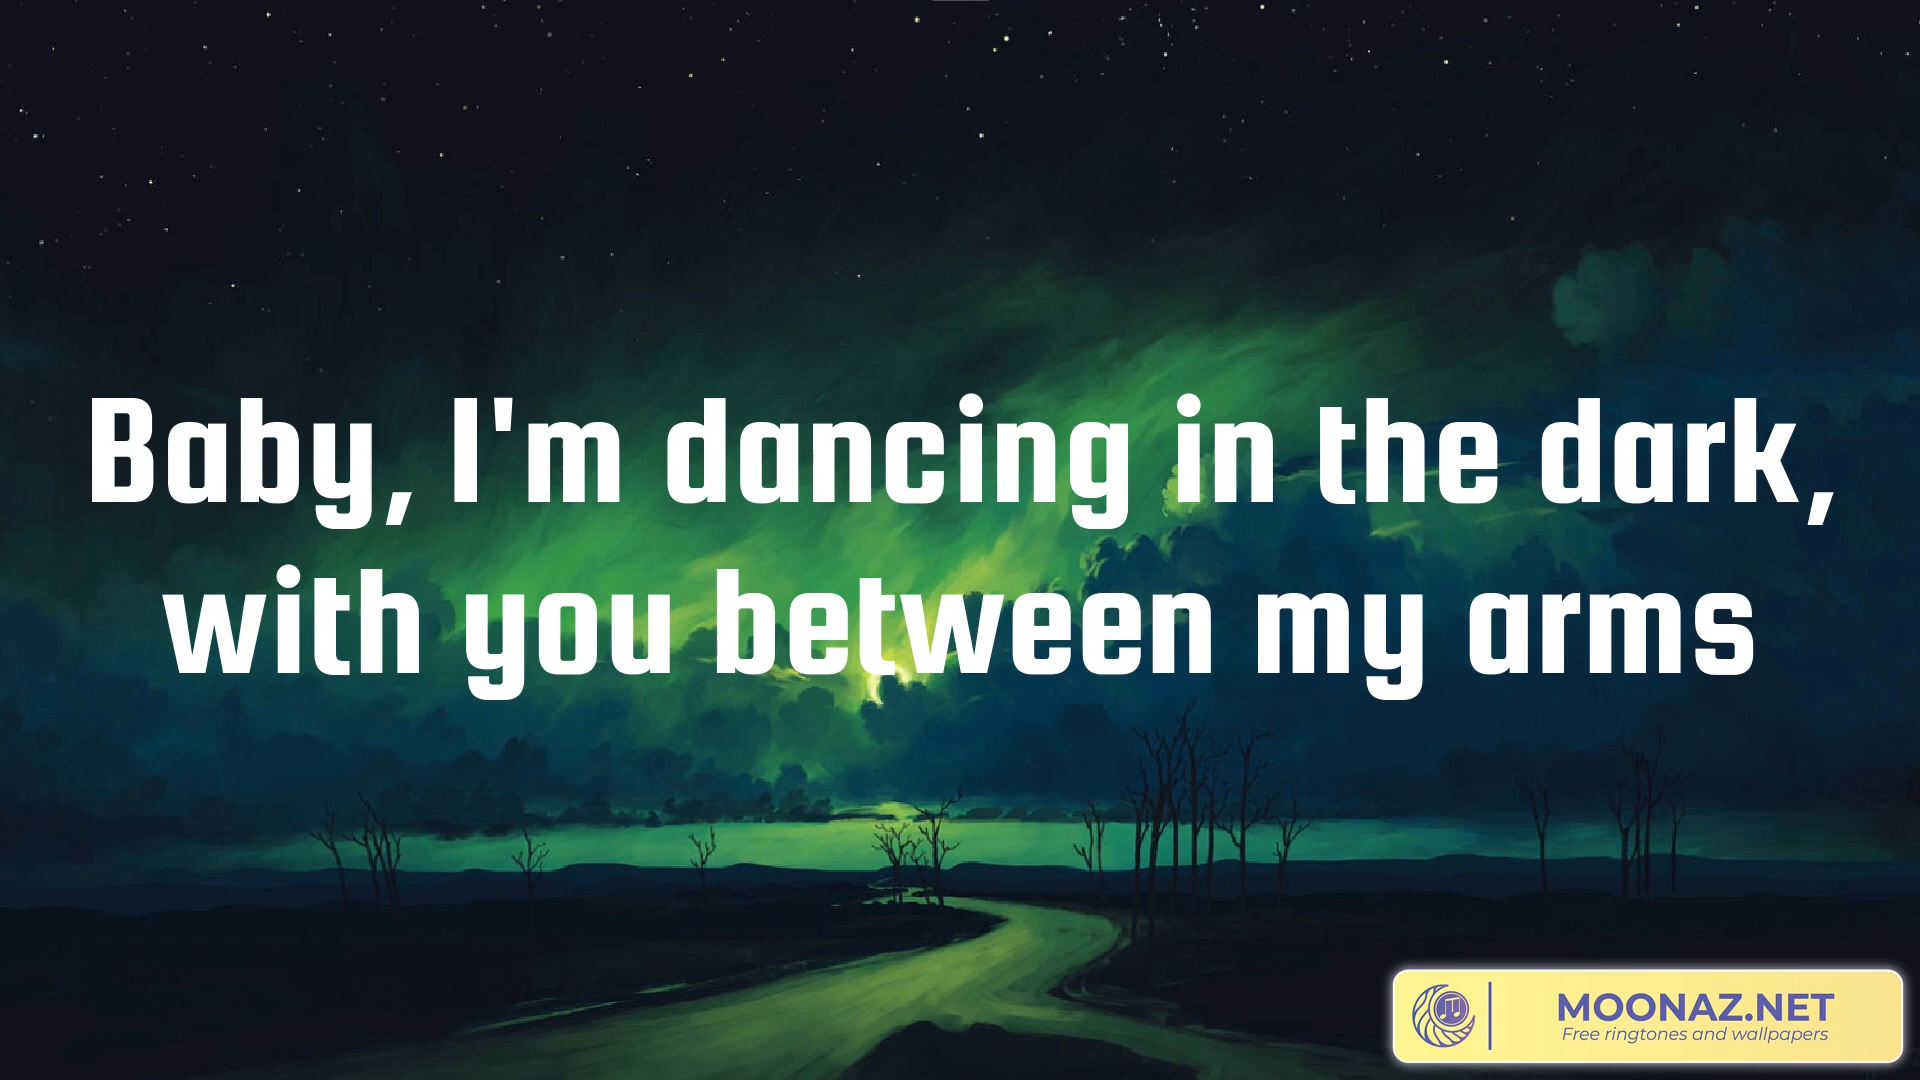 Baby, I'm dancing in the dark,
with you between my arms
MOONAZ.NET
Free ringtones and wallpapers